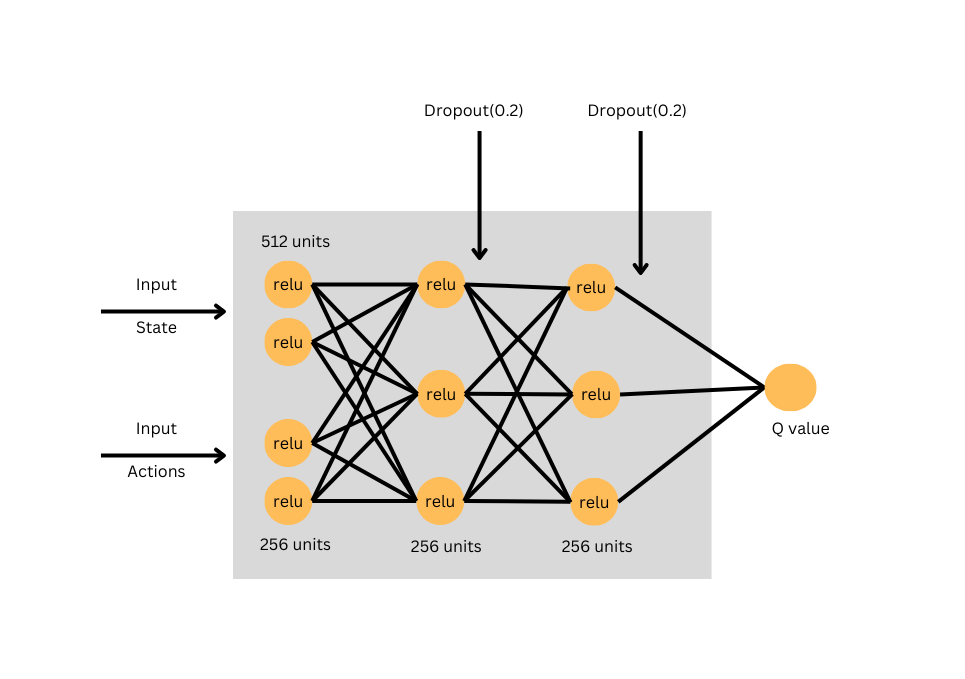 Dropout(0.2)
Dropout(0.2)
512 units
Input
State
relu
relu
relu
relu
relu
relu
Input
Actions
relu
relu
relu
relu
Q value
256 units
256 units
256 units